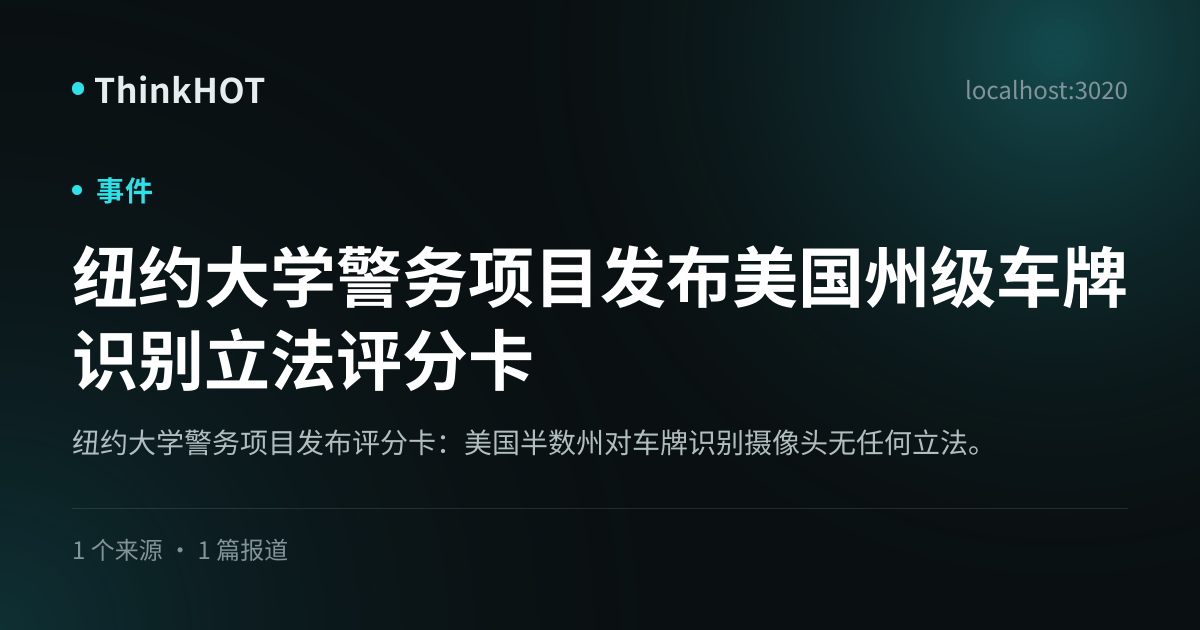 ThinkHOT
localhost:3020
事件
纽约大学警务项目发布美国州级车牌
识别立法评分卡
纽约大学警务项目发布评分卡：美国半数州对车牌识别摄像头无任何立法。
1 个来源 · 1 篇报道